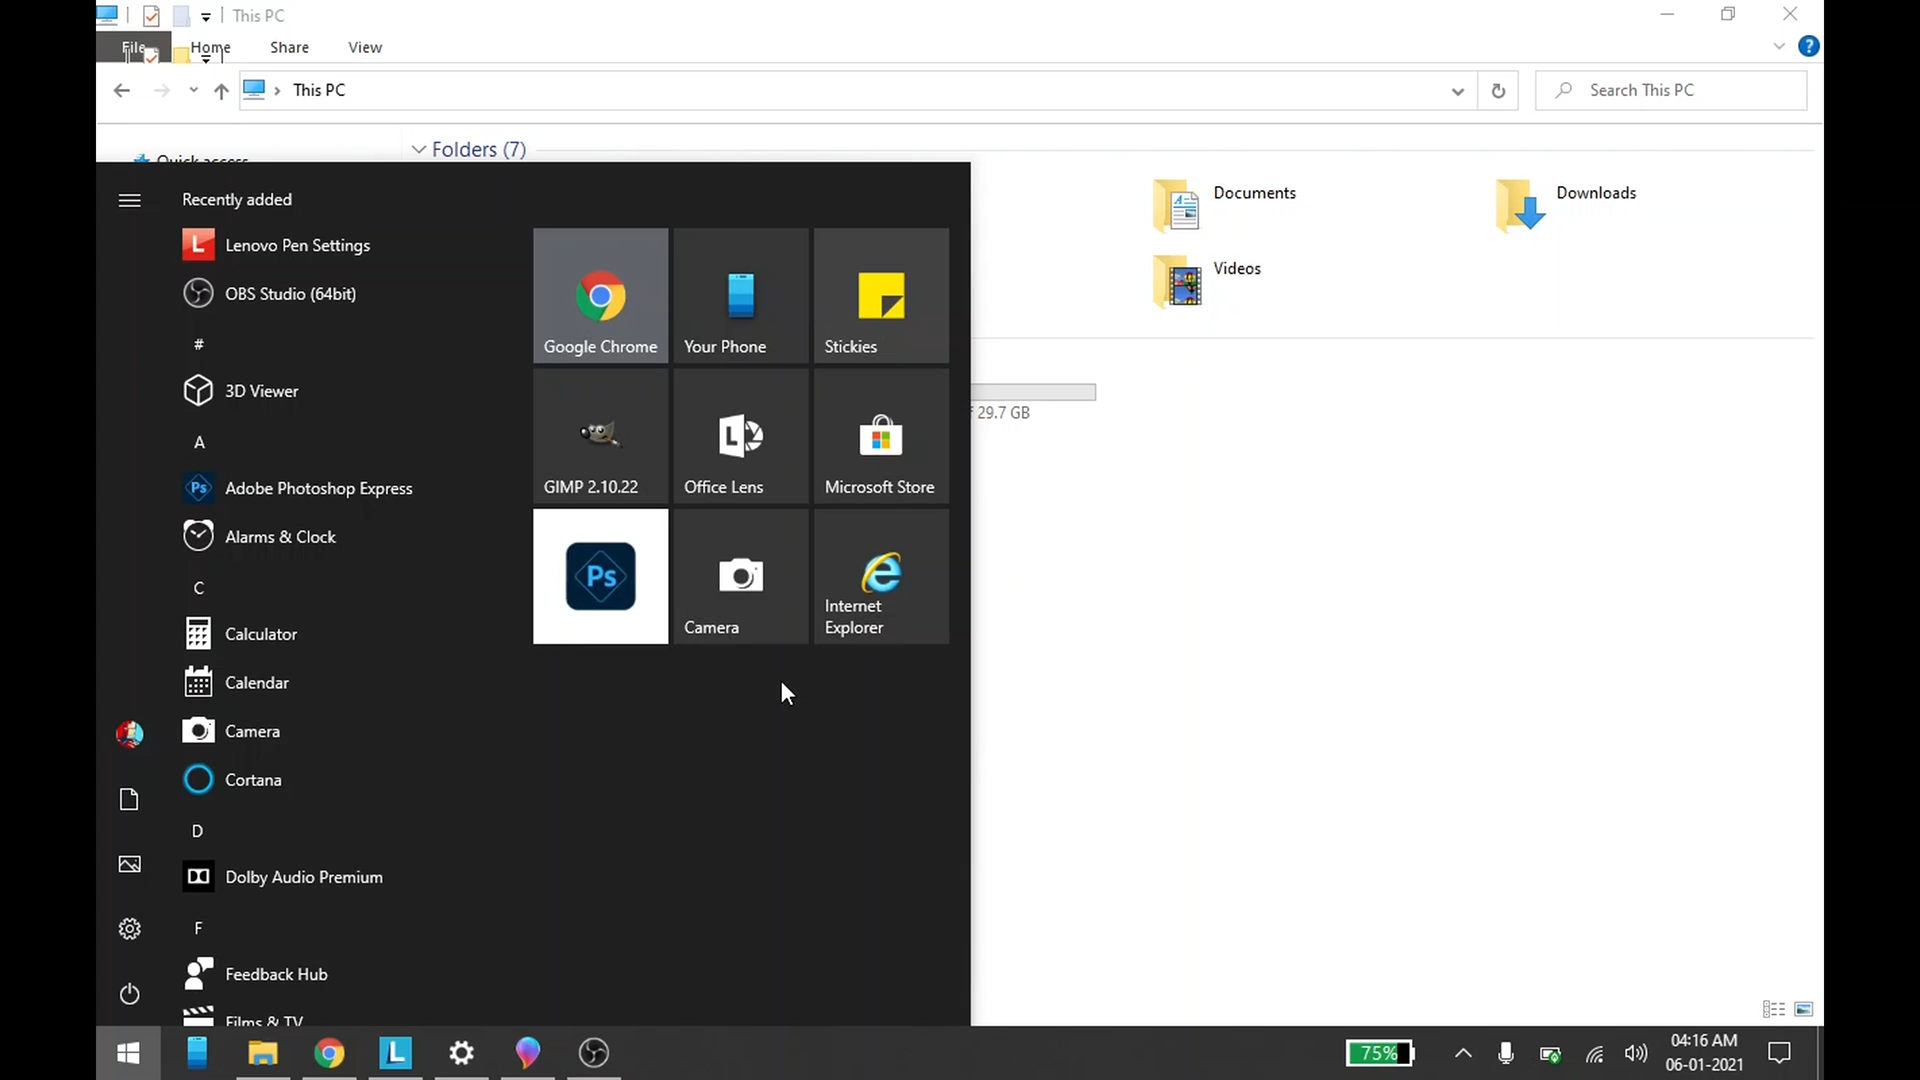 This PC
File
Home
Share
View
This PC
Search This PC
Quick access
Folders (7)
Documents
Downloads
Videos
29.7 GB
Recently added
L
Lenovo Pen Settings
OBS Studio (64bit)
#
3D Viewer
A
Ps
Adobe Photoshop Express
Alarms & Clock
C
Calculator
Calendar
Camera
Cortana
D
Dolby Audio Premium
F
Feedback Hub
Films & TV
Google Chrome
Your Phone
Stickies
GIMP 2.10.22
L
Office Lens
Microsoft Store
Ps
Camera
Internet
Explorer
L
75%
04:16 AM
06-01-2021